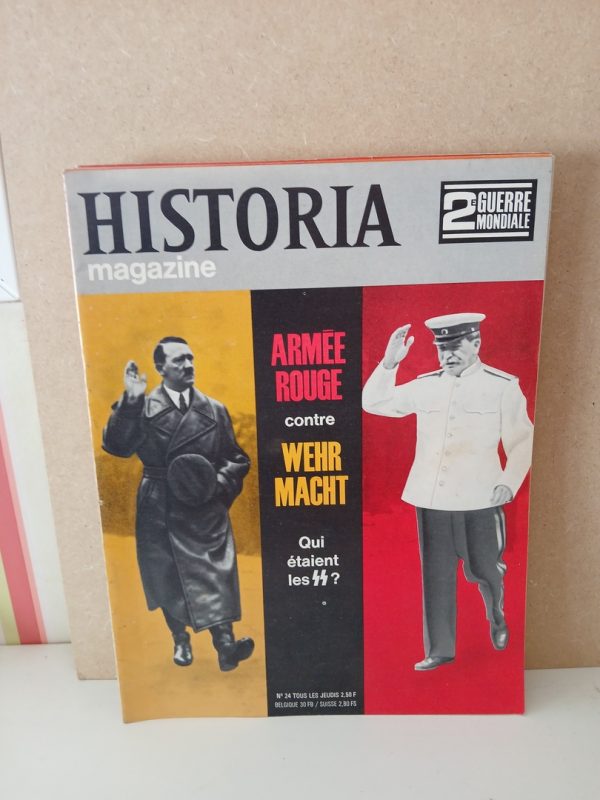 HISTORIA
magazine
2E GUERRE
MONDIALE
ARMÉE
ROUGE
contre
WEHR
MACHT
Qui
étaient
les SS ?
N° 24 TOUS LES JEUDIS 2,50 F
BELGIQUE 30 FB / SUISSE 2,80 FS